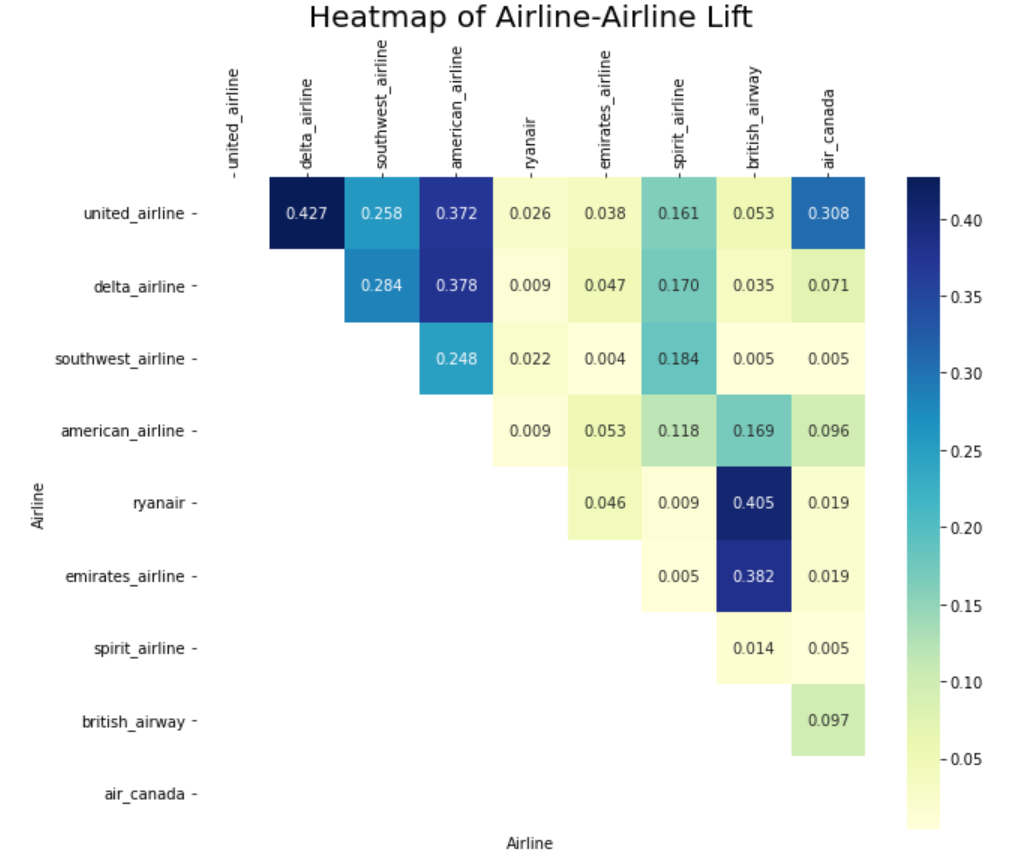 Heatmap of Airline-Airline Lift
united_airline
delta_airline
southwest_airline
american_airline
ryanair
emirates_airline
spirit_airline
british_airway
air_canada
united_airline 0.427 0.258 0.372 0.026 0.038 0.161 0.053 0.308
delta_airline 0.284 0.378 0.009 0.047 0.170 0.035 0.071
southwest_airline 0.248 0.022 0.004 0.184 0.005 0.005
american_airline 0.009 0.053 0.118 0.169 0.096
ryanair 0.046 0.009 0.405 0.019
emirates_airline 0.005 0.382 0.019
spirit_airline 0.014 0.005
british_airway 0.097
air_canada
Airline
Airline
0.40
0.35
0.30
0.25
0.20
0.15
0.10
0.05